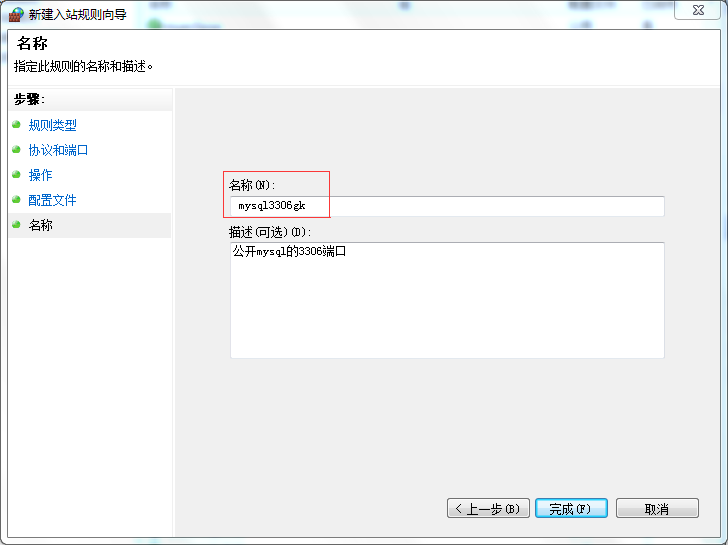 新建入站规则向导
名称
指定此规则的名称和描述。
步骤:
规则类型
协议和端口
操作
配置文件
名称
名称(N):
mysql3306gk
描述(可选)(D):
公开mysql的3306端口
< 上一步(B)
完成(F)
取消